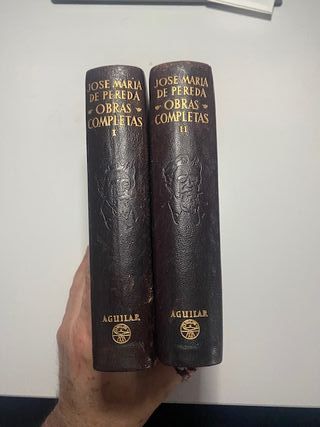 JOSE MARIA
DE PEREDA
OBRAS
COMPLETAS
I
AGUILAR
JOSE MARIA
DE PEREDA
OBRAS
COMPLETAS
II
AGUILAR